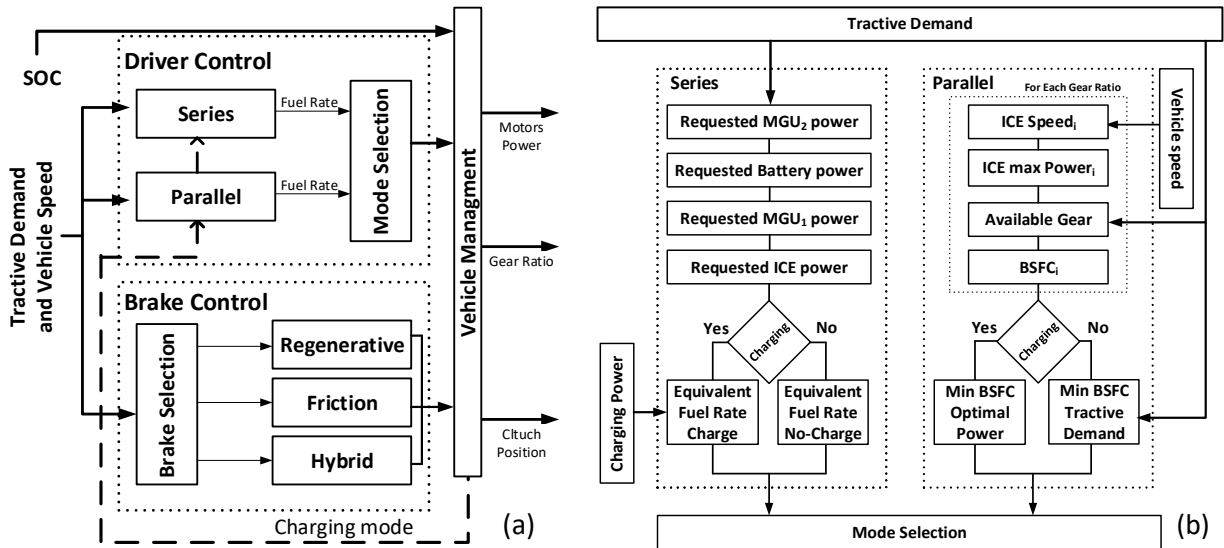 SOC
Tractive Demand
and Vehicle Speed
Driver Control
Series
Fuel Rate
Parallel
Fuel Rate
Mode Selection
Brake Control
Brake Selection
Regenerative
Friction
Hybrid
Charging mode
Vehicle Managment
Motors
Power
Gear Ratio
Cltuch
Position
(a)
Tractive Demand
Series
Requested MGU2 power
Requested Battery power
Requested MGU1 power
Requested ICE power
Yes
No
Charging
Charging Power
Equivalent
Fuel Rate
Charge
Equivalent
Fuel Rate
No-Charge
Parallel
For Each Gear Ratio
Vehicle speed
ICE Speedi
ICE max Poweri
Available Gear
BSFCi
Yes
No
Charging
Min BSFC
Optimal
Power
Min BSFC
Tractive
Demand
Mode Selection
(b)